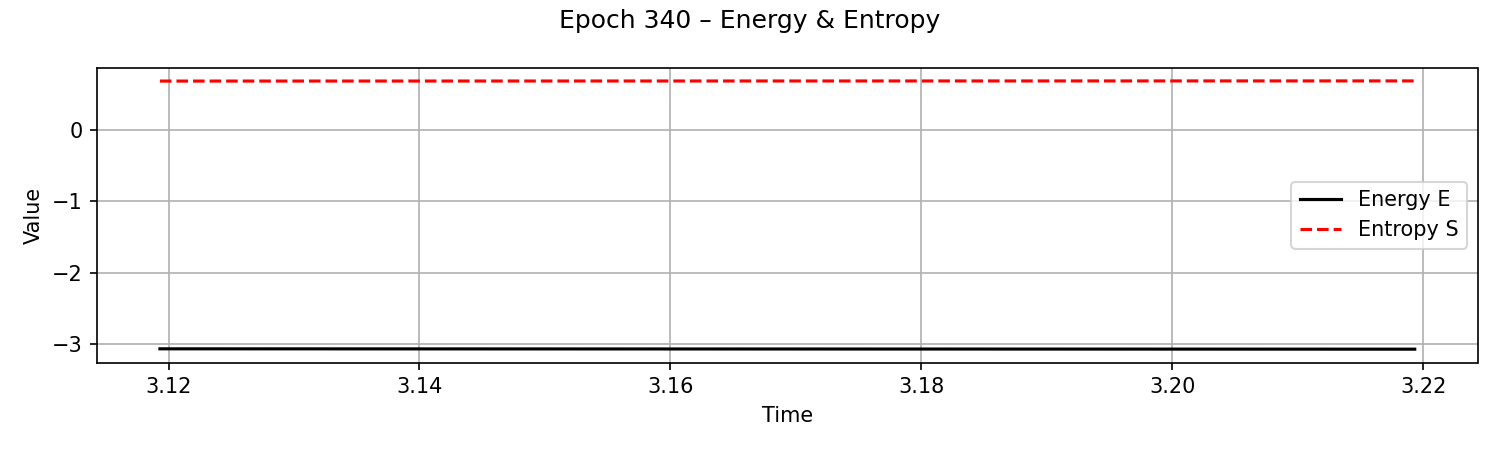 Epoch 340 – Energy & Entropy
Value
0
−1
−2
−3
Energy E
Entropy S
3.12 3.14 3.16 3.18 3.20 3.22
Time